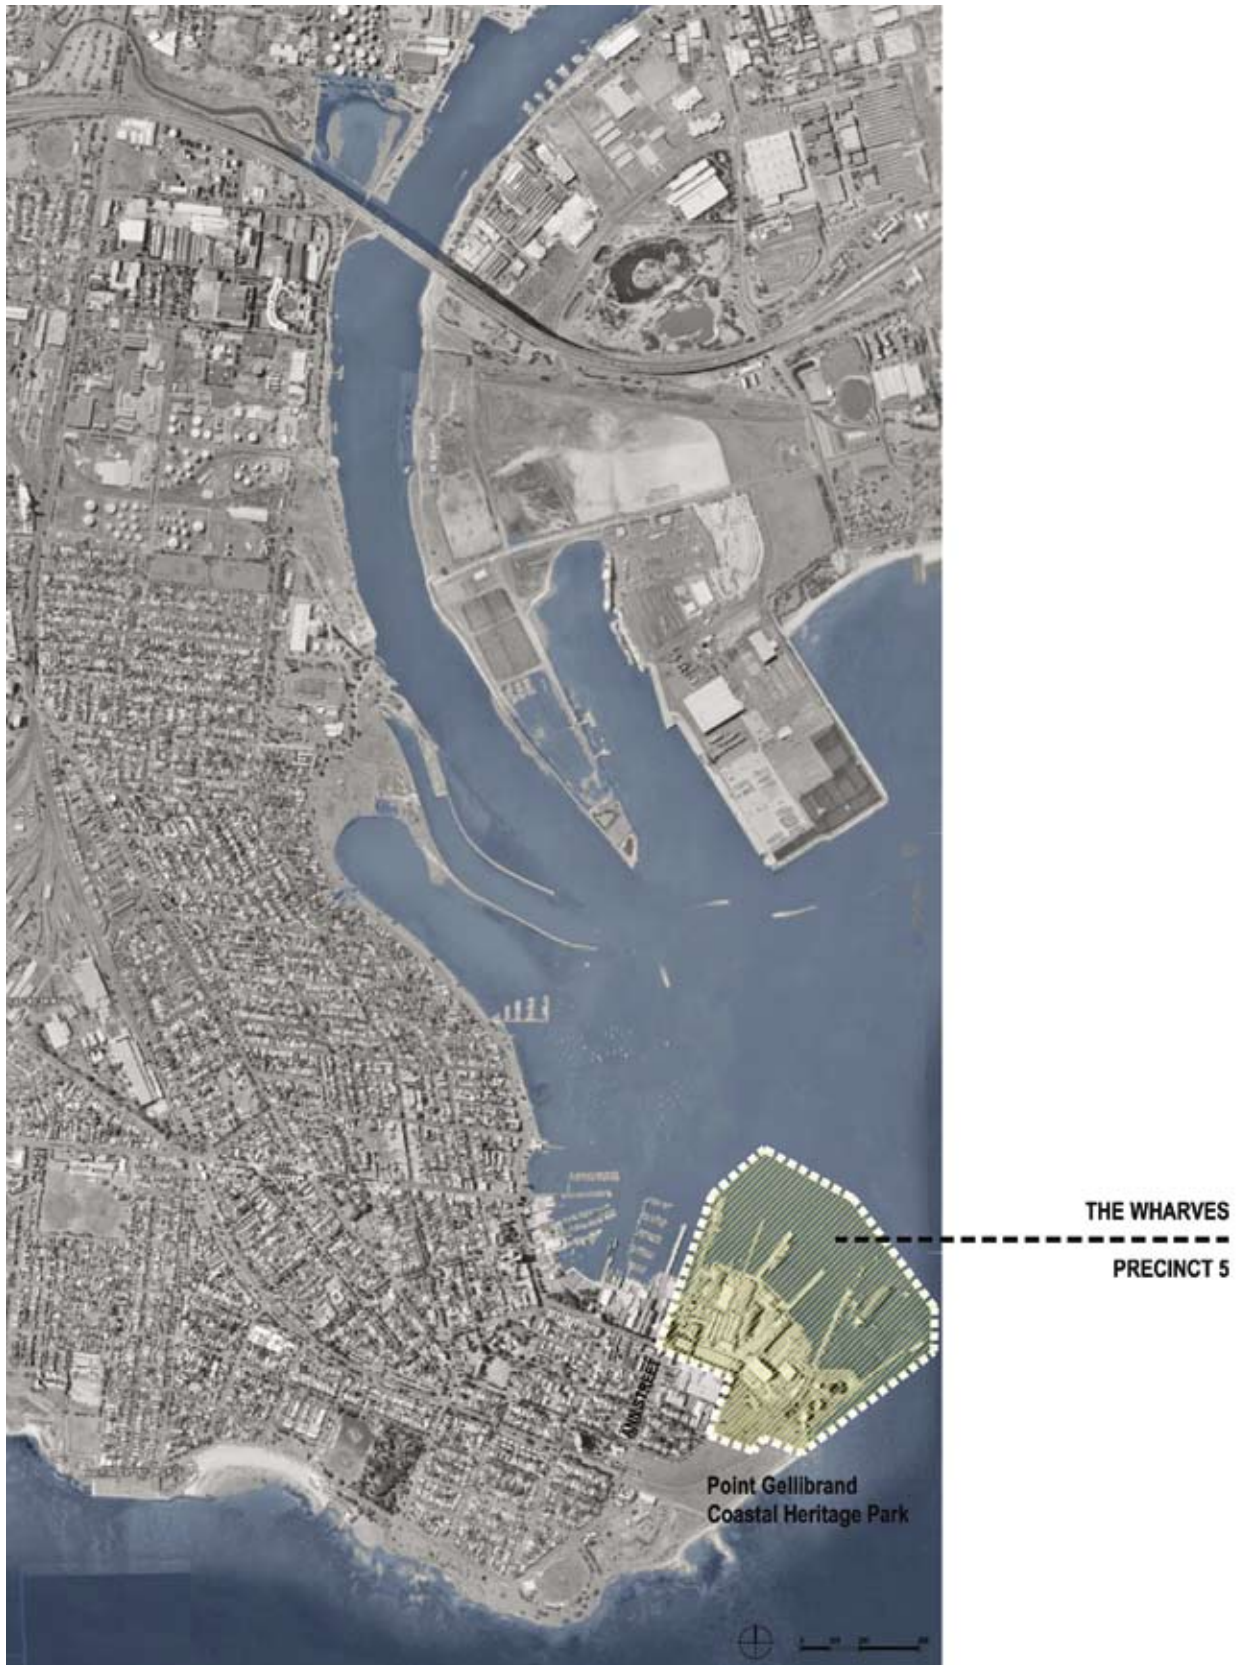 THE WHARVES
PRECINCT 5
ANN STREET
Point Gellibrand
Coastal Heritage Park